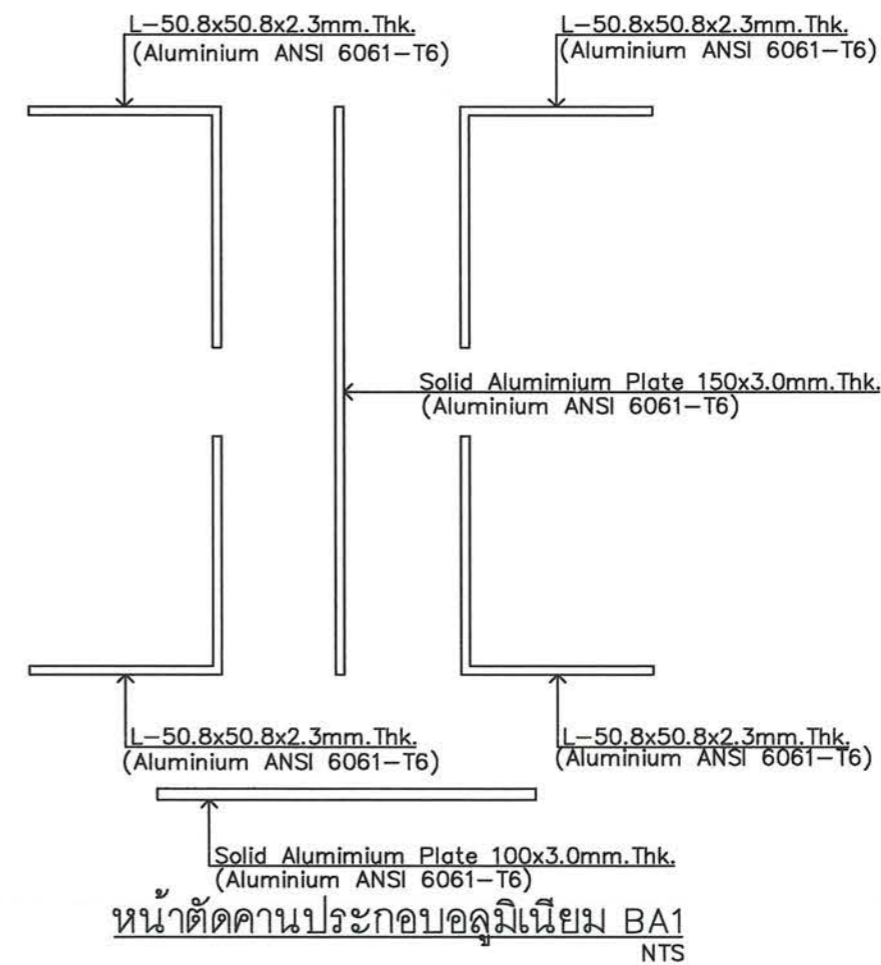 L-50.8x50.8x2.3mm.Thk.
(Aluminium ANSI 6061-T6)
L-50.8x50.8x2.3mm.Thk.
(Aluminium ANSI 6061-T6)
Solid Alumimium Plate 150x3.0mm.Thk.
(Aluminium ANSI 6061-T6)
L-50.8x50.8x2.3mm.Thk.
(Aluminium ANSI 6061-T6)
L-50.8x50.8x2.3mm.Thk.
(Aluminium ANSI 6061-T6)
Solid Alumimium Plate 100x3.0mm.Thk.
(Aluminium ANSI 6061-T6)
หน้าตัดคานประกอบอลูมิเนียม BA1
NTS